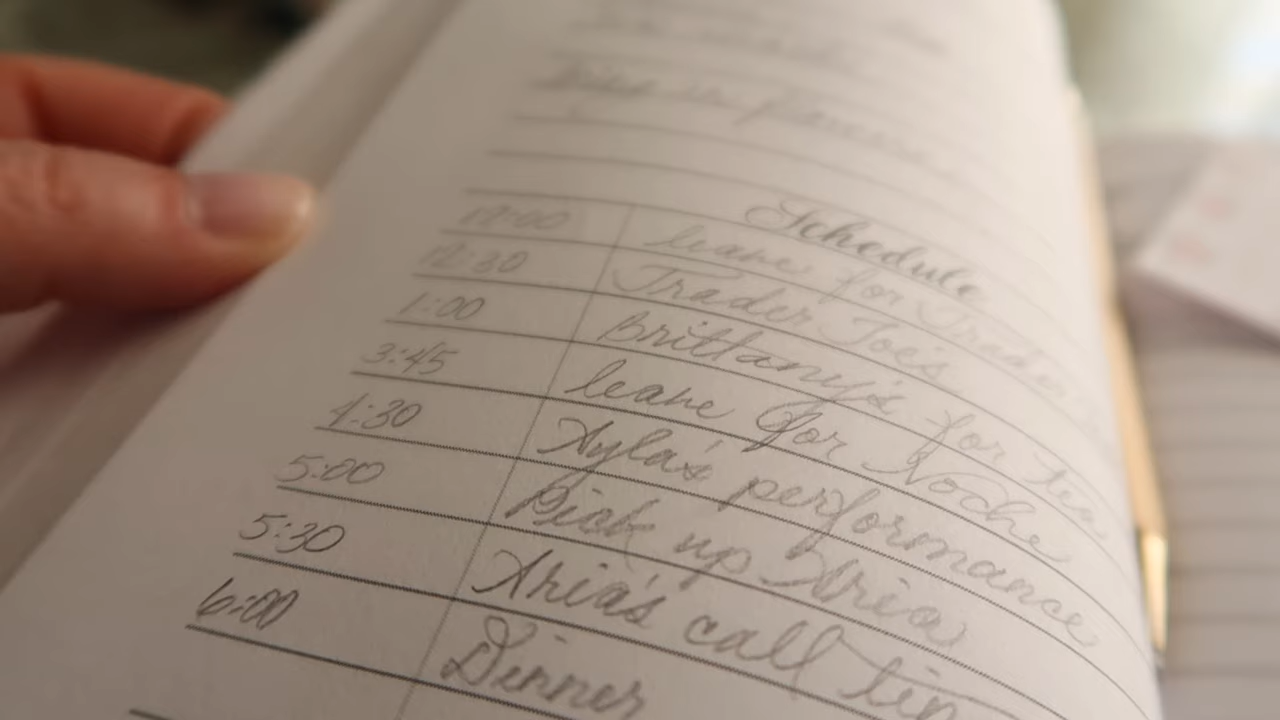 Schedule
12:00 leave for Trader
12:30 Trader Joe's
1:00 Brittany's for tea
3:45 leave for Noche
4:30 Ayla's performance
5:00 Pick up Aria
5:30 Aria's call tim
6:00 Dinner